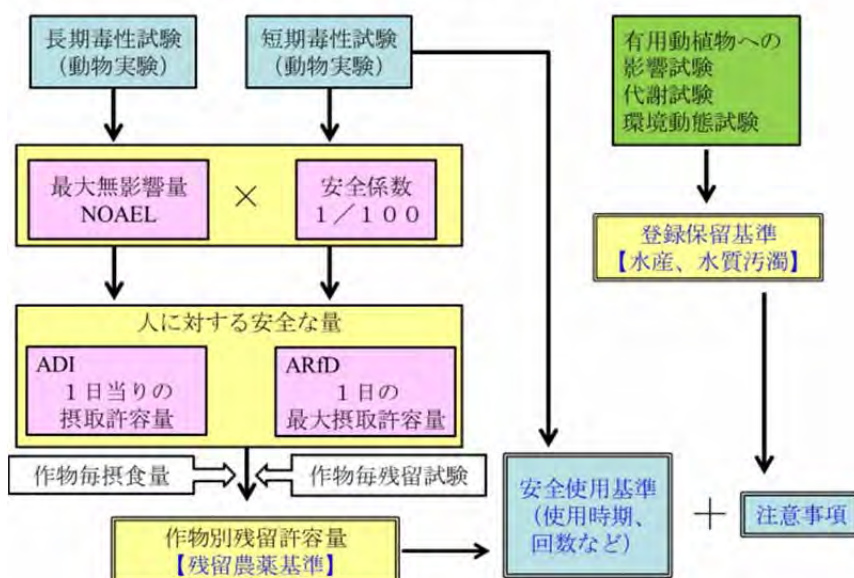 長期毒性試験
（動物実験）
短期毒性試験
（動物実験）
有用動植物への
影響試験
代謝試験
環境動態試験
最大無影響量
NOAEL
×
安全係数
１／１００
登録保留基準
【水産、水質汚濁】
人に対する安全な量
ADI
１日当りの
摂取許容量
ARfD
１日の
最大摂取許容量
作物毎摂食量
作物毎残留試験
安全使用基準
（使用時期、
回数など）
＋
注意事項
作物別残留許容量
【残留農薬基準】